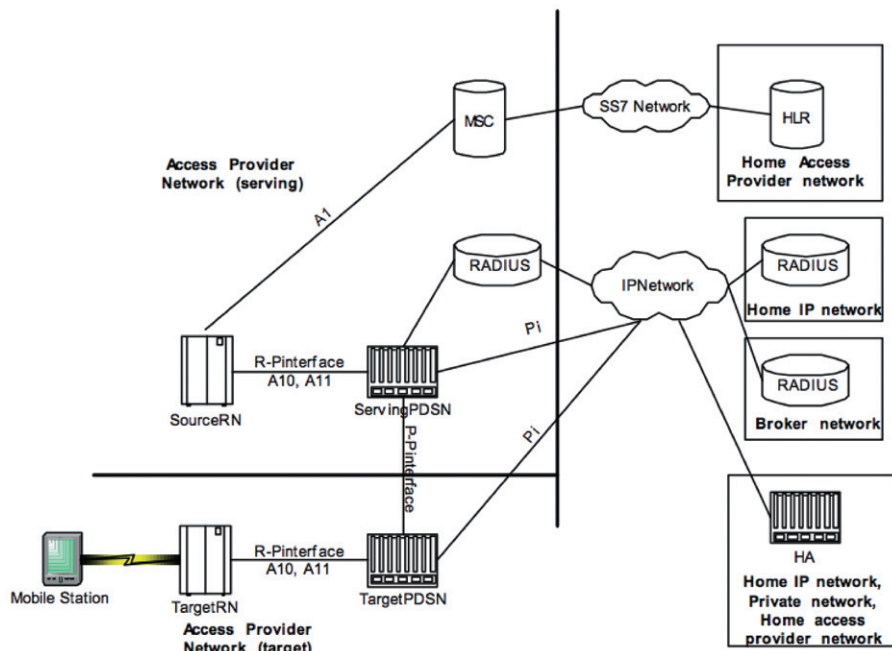 MSC
SS7 Network
HLR
Home Access
Provider network
Access Provider
Network (serving)
A1
RADIUS
IPNetwork
RADIUS
Home IP network
Pi
R-Pinterface
A10, A11
SourceRN
ServingPDSN
RADIUS
Broker network
Pi
P-Pinterface
R-Pinterface
A10, A11
Mobile Station
TargetRN
TargetPDSN
HA
Home IP network,
Private network,
Home access
provider network
Access Provider
Network (target)